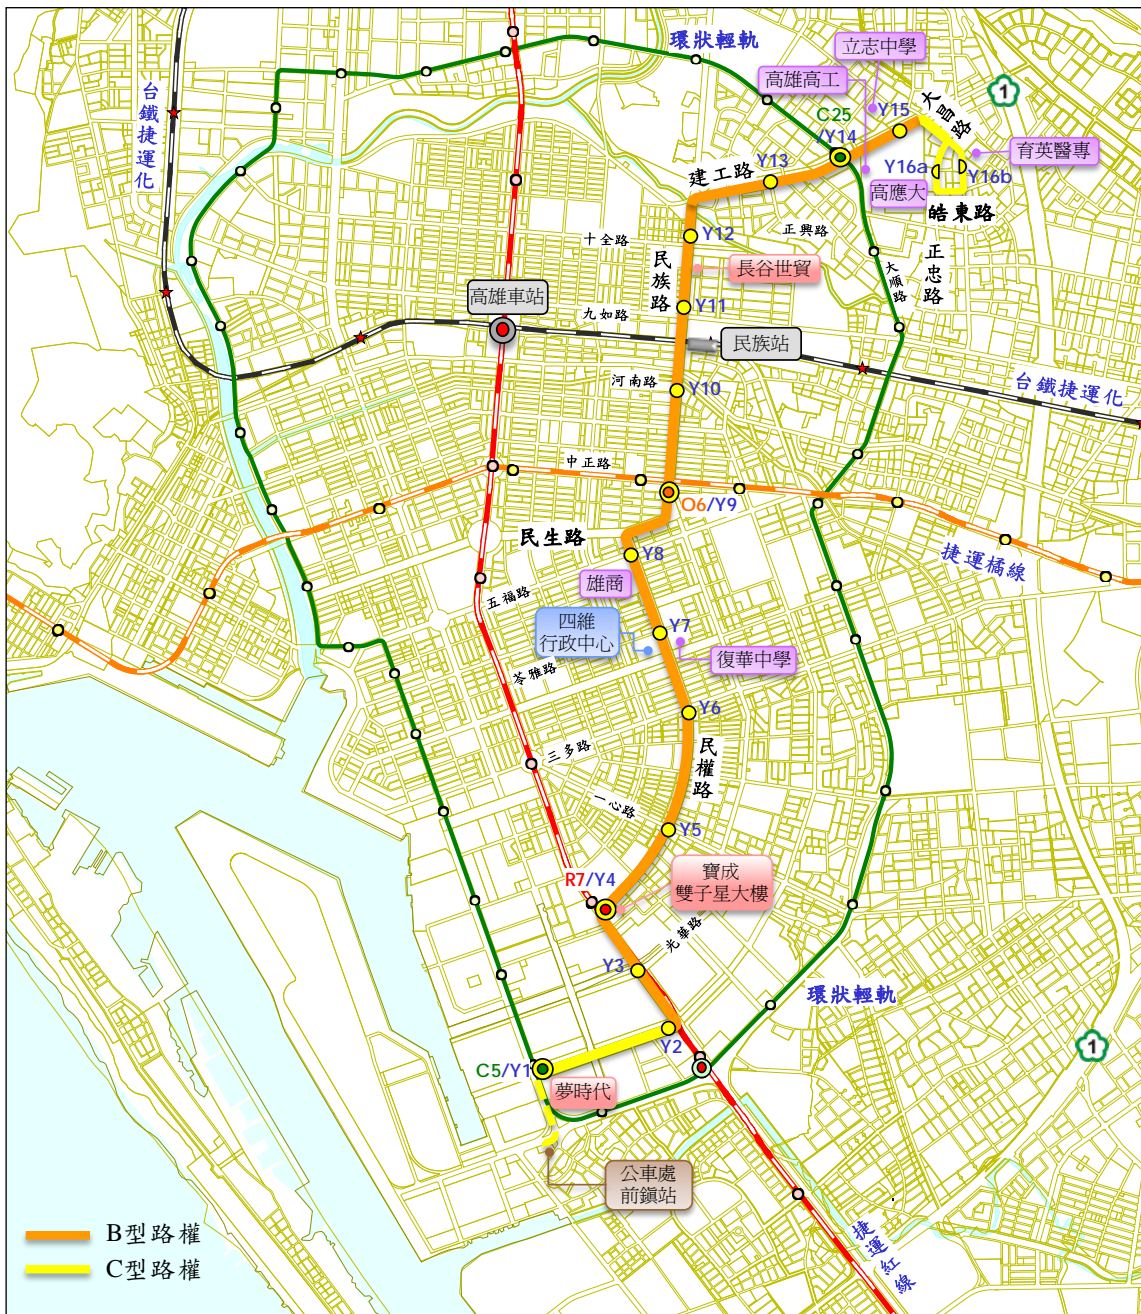 環狀輕軌
立志中學
高雄高工
1
台鐵捷運化
C25
/Y14
Y15
大昌路
育英醫專
Y13
Y16a
Y16b
建工路
高應大
皓東路
十全路
Y12
正興路
民族路
長谷世貿
正忠路
大順路
高雄車站
九如路
Y11
民族站
河南路
Y10
台鐵捷運化
中正路
O6/Y9
民生路
Y8
捷運橘線
雄商
五福路
四維
行政中心
Y7
復華中學
苓雅路
Y6
三多路
民權路
一心路
Y5
R7/Y4
寶成
雙子星大樓
光華路
Y3
環狀輕軌
Y2
1
C5/Y1
夢時代
公車處
前鎮站
捷運紅線
B型路權
C型路權